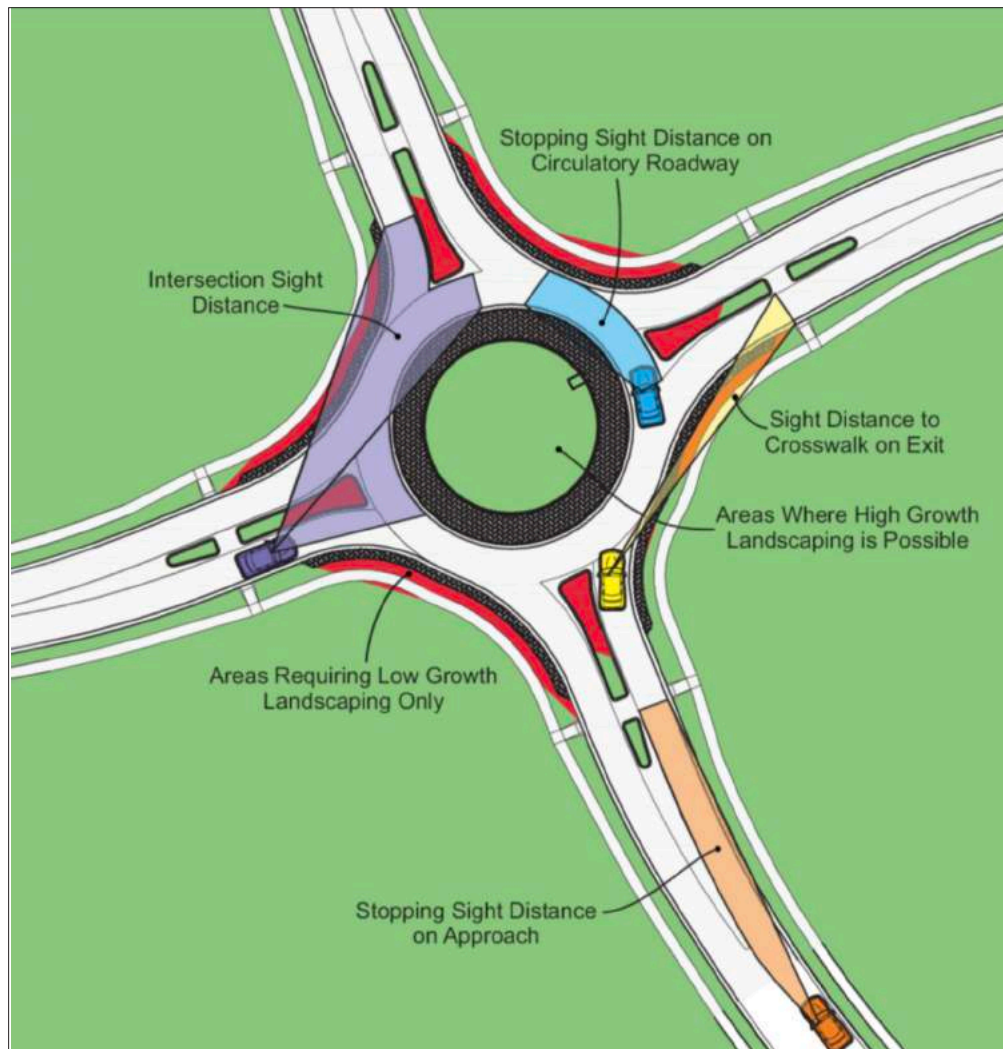 Stopping Sight Distance on
Circulatory Roadway
Intersection Sight
Distance
Sight Distance to
Crosswalk on Exit
Areas Where High Growth
Landscaping is Possible
Areas Requiring Low Growth
Landscaping Only
Stopping Sight Distance
on Approach